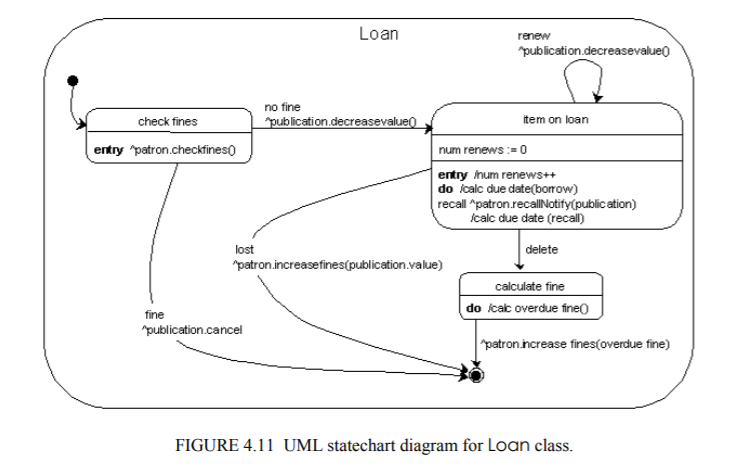 Loan
renew
^publication.decreasevalue()
check fines
entry ^patron.checkfines()
no fine
^publication.decreasevalue()
item on loan
num renews := 0
entry /num renews++
do /calc due date(borrow)
recall ^patron.recallNotify(publication)
/calc due date (recall)
lost
^patron.increasefines(publication.value)
delete
calculate fine
do /calc overdue fine()
fine
^publication.cancel
^patron.increase fines(overdue fine)
FIGURE 4.11 UML statechart diagram for Loan class.